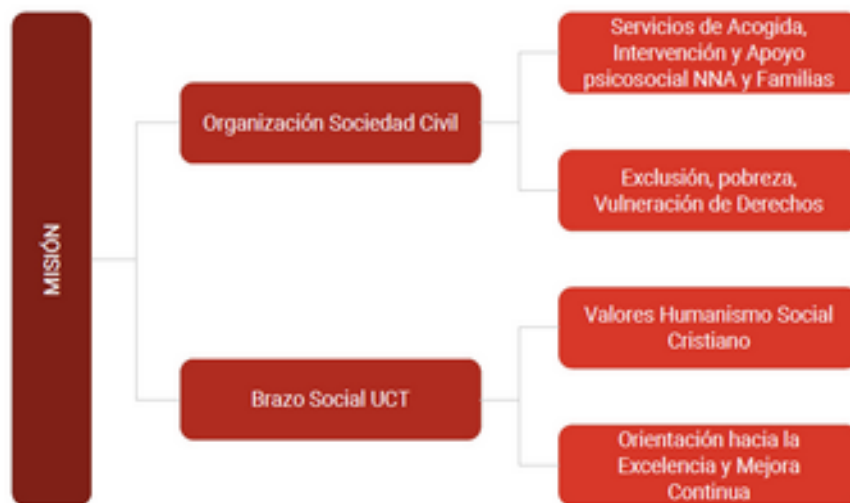 MISIÓN
Organización Sociedad Civil
Servicios de Acogida,
Intervención y Apoyo
psicosocial NNA y Familias
Exclusión, pobreza,
Vulneración de Derechos
Brazo Social UCT
Valores Humanismo Social
Cristiano
Orientación hacia la
Excelencia y Mejora
Continua